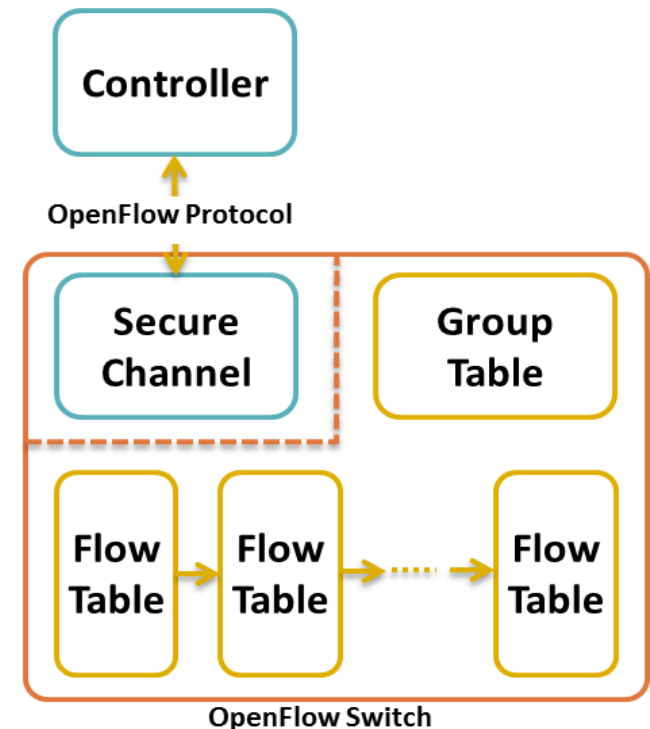 Controller
OpenFlow Protocol
Secure
Channel
Group
Table
Flow
Table
Flow
Table
Flow
Table
OpenFlow Switch